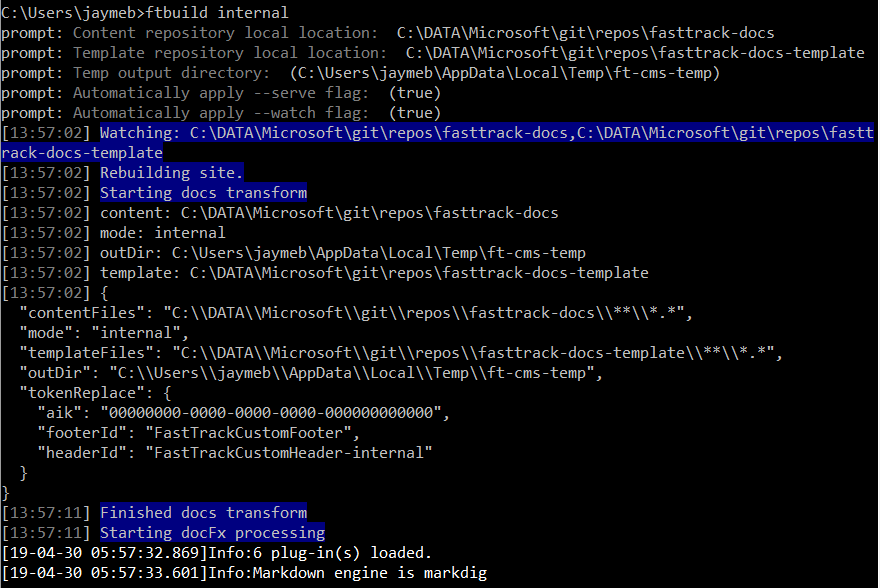 C:\Users\jaymeb>ftbuild internal
prompt: Content repository local location:  C:\DATA\Microsoft\git\repos\fasttrack-docs
prompt: Template repository local location:  C:\DATA\Microsoft\git\repos\fasttrack-docs-template
prompt: Temp output directory:  (C:\Users\jaymeb\AppData\Local\Temp\ft-cms-temp)
prompt: Automatically apply --serve flag:  (true)
prompt: Automatically apply --watch flag:  (true)
[13:57:02] Watching: C:\DATA\Microsoft\git\repos\fasttrack-docs,C:\DATA\Microsoft\git\repos\fastt
rack-docs-template
[13:57:02] Rebuilding site.
[13:57:02] Starting docs transform
[13:57:02] content: C:\DATA\Microsoft\git\repos\fasttrack-docs
[13:57:02] mode: internal
[13:57:02] outDir: C:\Users\jaymeb\AppData\Local\Temp\ft-cms-temp
[13:57:02] template: C:\DATA\Microsoft\git\repos\fasttrack-docs-template
[13:57:02] {
  "contentFiles": "C:\\DATA\\Microsoft\\git\\repos\\fasttrack-docs\\**\\*.*",
  "mode": "internal",
  "templateFiles": "C:\\DATA\\Microsoft\\git\\repos\\fasttrack-docs-template\\**\\*.*",
  "outDir": "C:\\Users\\jaymeb\\AppData\\Local\\Temp\\ft-cms-temp",
  "tokenReplace": {
    "aik": "00000000-0000-0000-0000-000000000000",
    "footerId": "FastTrackCustomFooter",
    "headerId": "FastTrackCustomHeader-internal"
  }
}
[13:57:11] Finished docs transform
[13:57:11] Starting docFx processing
[19-04-30 05:57:32.869]Info:6 plug-in(s) loaded.
[19-04-30 05:57:33.601]Info:Markdown engine is markdig